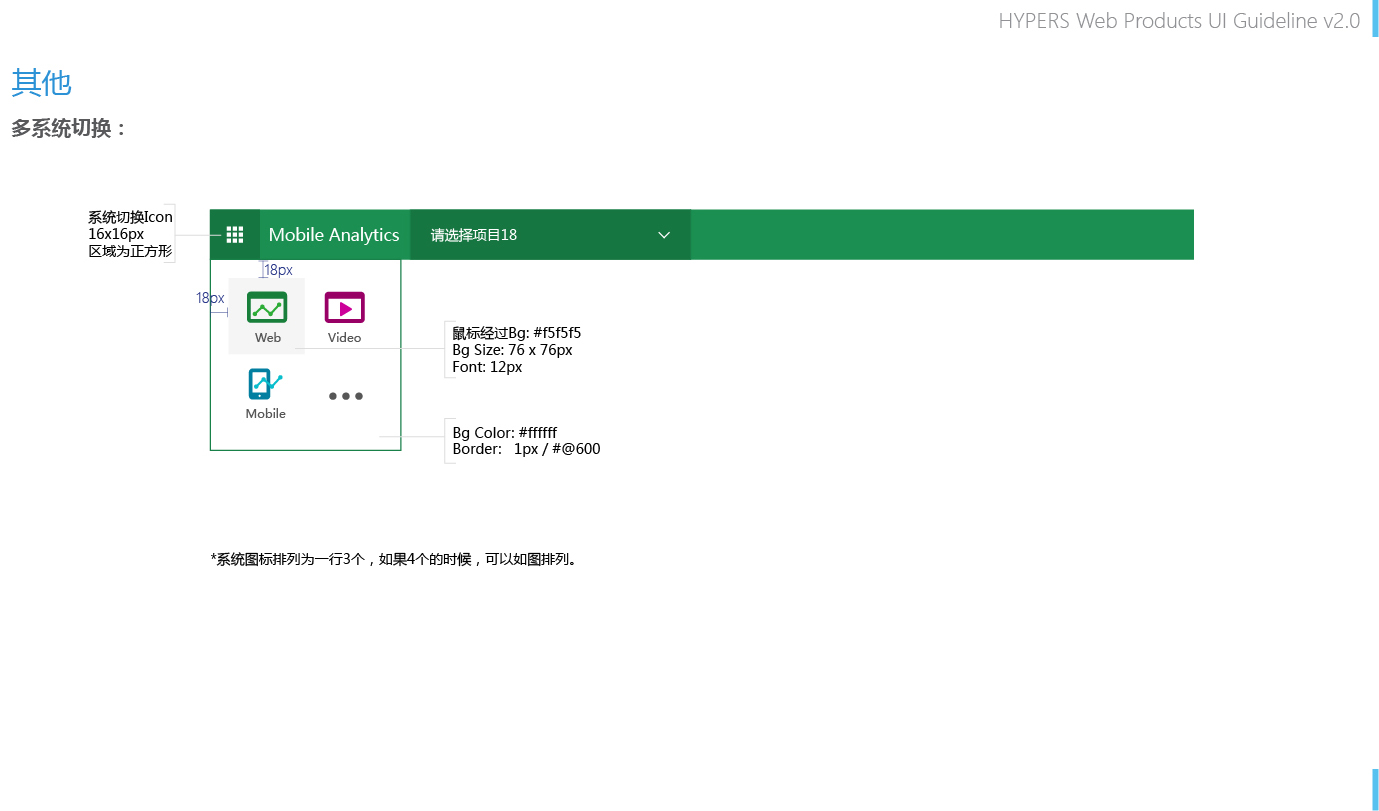 HYPERS Web Products UI Guideline v2.0
其他
多系统切换：
系统切换Icon
16x16px
区域为正方形
Mobile Analytics
请选择项目18
18px
18px
Web
Video
Mobile
鼠标经过Bg: #f5f5f5
Bg Size: 76 x 76px
Font: 12px
Bg Color: #ffffff
Border: 1px / #@600
*系统图标排列为一行3个，如果4个的时候，可以如图排列。